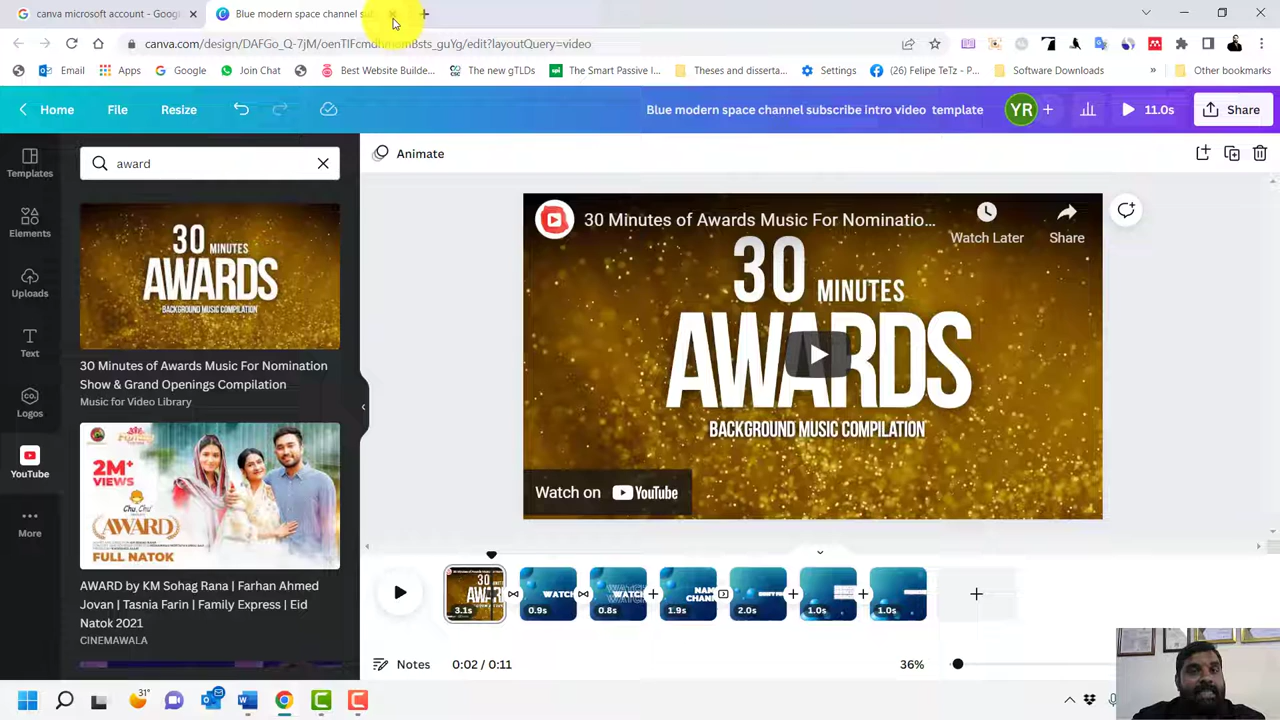 canva microsoft account - Google
Blue modern space channel sub
canva.com/design/DAFGo_Q-7jM/
edit?layoutQuery=video
Email
Apps
Google
Join Chat
Best Website Builde...
The new gTLDs
The Smart Passive I...
Theses and disserta...
Settings
(26) Felipe TeTz - P...
Software Downloads
»
Other bookmarks
Home
File
Resize
Blue modern space channel subscribe intro video template
YR
+
11.0s
Share
Templates
award
Animate
30 MINUTES
AWARDS
BACKGROUND MUSIC COMPILATION
30 Minutes of Awards Music For Nominatio...
Watch Later
Share
30 MINUTES
AWARDS
BACKGROUND MUSIC COMPILATION
Watch on YouTube
Elements
Uploads
Text
Logos
YouTube
More
30 Minutes of Awards Music For Nomination
Show & Grand Openings Compilation
Music for Video Library
2M+
VIEWS
AWARD
FULL NATOK
AWARD by KM Sohag Rana | Farhan Ahmed
Jovan | Tasnia Farin | Family Express | Eid
Natok 2021
CINEMAWALA
3.1s
WATCH
0.9s
WATCH
0.8s
NAM
CHAN
1.9s
2.0s
1.0s
1.0s
Notes
0:02 / 0:11
36%
31°